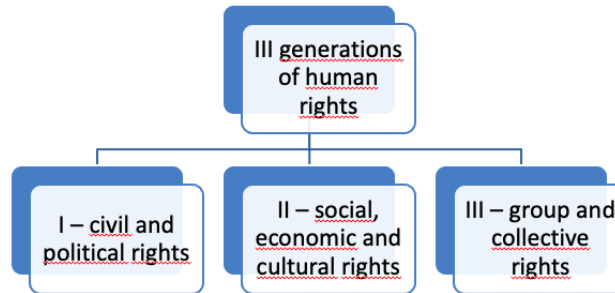 III generations
of human
rights
I – civil and
political rights
II – social,
economic and
cultural rights
III – group and
collective
rights